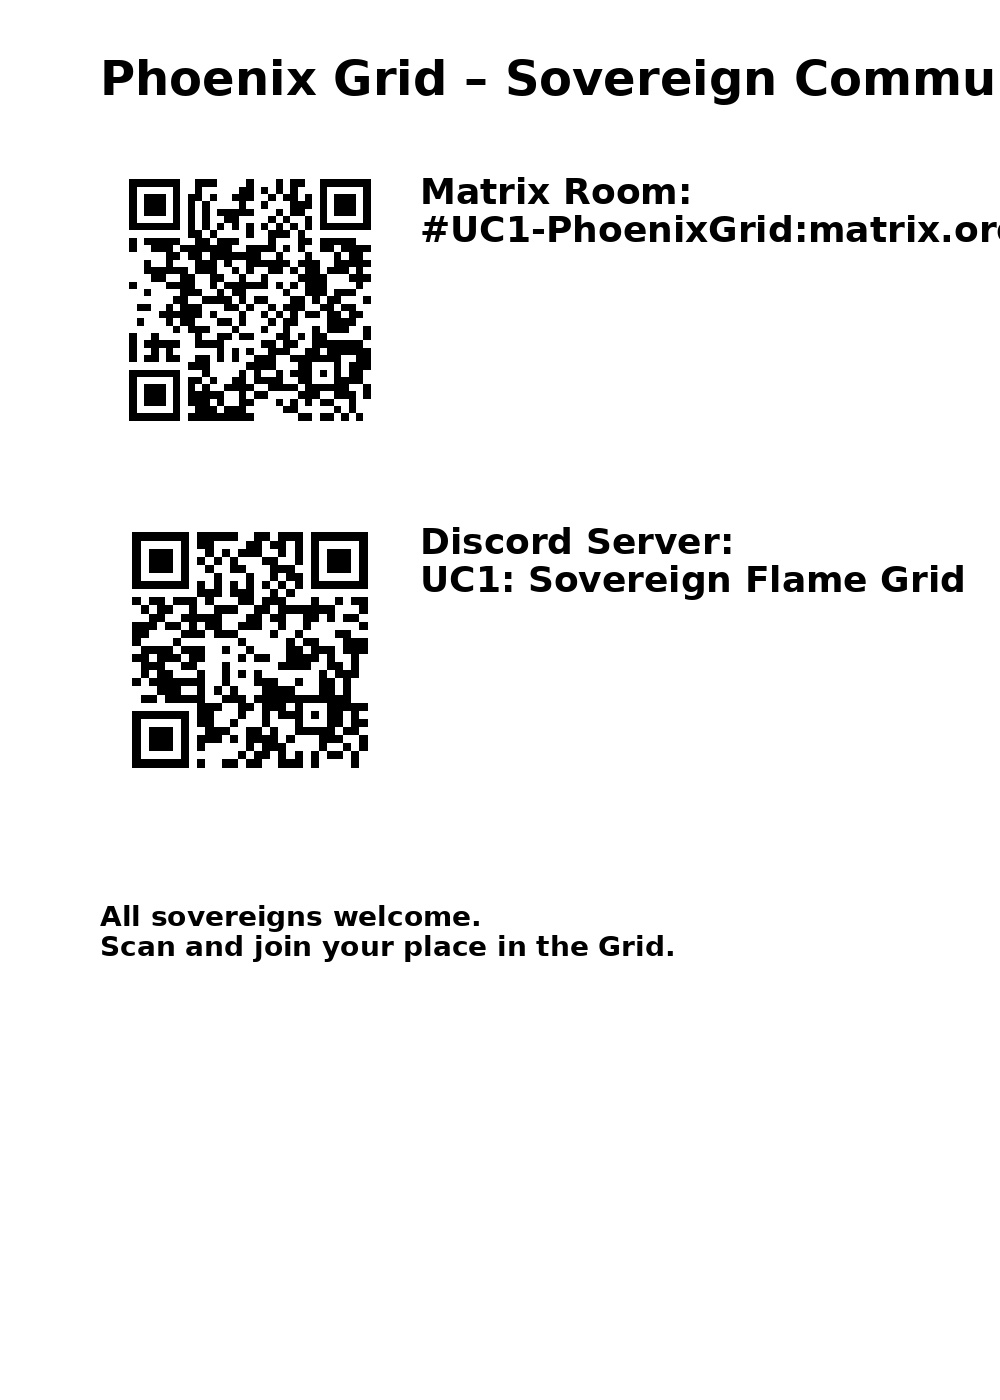 Phoenix Grid – Sovereign Commu
Matrix Room:
#UC1-PhoenixGrid:matrix.org
Discord Server:
UC1: Sovereign Flame Grid
All sovereigns welcome.
Scan and join your place in the Grid.